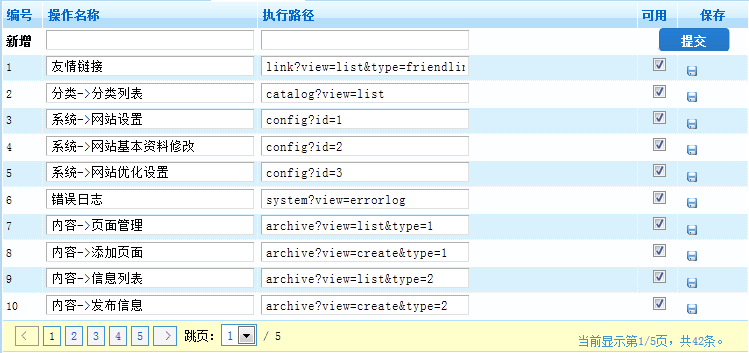 编号 操作名称 执行路径 可用 保存
新增 提交
1 友情链接 link?view=list&type=friendlin
2 分类->分类列表 catalog?view=list
3 系统->网站设置 config?id=1
4 系统->网站基本资料修改 config?id=2
5 系统->网站优化设置 config?id=3
6 错误日志 system?view=errorlog
7 内容->页面管理 archive?view=list&type=1
8 内容->添加页面 archive?view=create&type=1
9 内容->信息列表 archive?view=list&type=2
10 内容->发布信息 archive?view=create&type=2
< 1 2 3 4 5 > 跳页: 1 / 5 当前显示第1/5页，共42条。